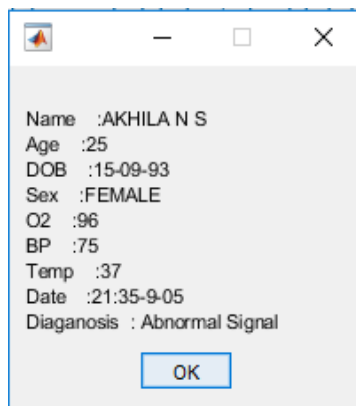 Name :AKHILA N S
Age :25
DOB :15-09-93
Sex :FEMALE
O2 :96
BP :75
Temp :37
Date :21:35-9-05
Diaganosis : Abnormal Signal
OK